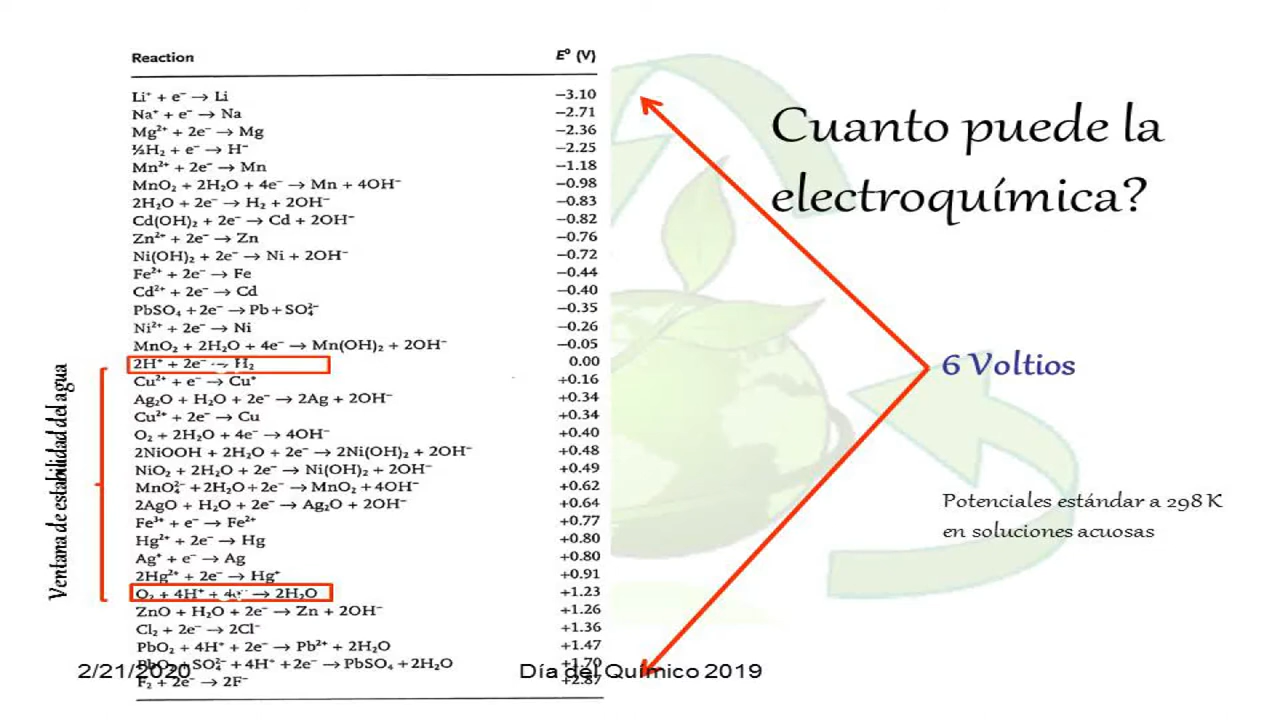 Reaction E⁰ (V)
Li⁺ + e⁻ → Li −3.10
Na⁺ + e⁻ → Na −2.71
Mg²⁺ + 2e⁻ → Mg −2.36
½H₂ + e⁻ → H⁻ −2.25
Mn²⁺ + 2e⁻ → Mn −1.18
MnO₂ + 2H₂O + 4e⁻ → Mn + 4OH⁻ −0.98
2H₂O + 2e⁻ → H₂ + 2OH⁻ −0.83
Cd(OH)₂ + 2e⁻ → Cd + 2OH⁻ −0.82
Zn²⁺ + 2e⁻ → Zn −0.76
Ni(OH)₂ + 2e⁻ → Ni + 2OH⁻ −0.72
Fe²⁺ + 2e⁻ → Fe −0.44
Cd²⁺ + 2e⁻ → Cd −0.40
PbSO₄ + 2e⁻ → Pb + SO₄²⁻ −0.35
Ni²⁺ + 2e⁻ → Ni −0.26
MnO₂ + 2H₂O + 4e⁻ → Mn(OH)₂ + 2OH⁻ −0.05
2H⁺ + 2e⁻ → H₂ 0.00
Cu²⁺ + e⁻ → Cu⁺ +0.16
Ag₂O + H₂O + 2e⁻ → 2Ag + 2OH⁻ +0.34
Cu²⁺ + 2e⁻ → Cu +0.34
O₂ + 2H₂O + 4e⁻ → 4OH⁻ +0.40
2NiOOH + 2H₂O + 2e⁻ → 2Ni(OH)₂ + 2OH⁻ +0.48
NiO₂ + 2H₂O + 2e⁻ → Ni(OH)₂ + 2OH⁻ +0.49
MnO₄²⁻ + 2H₂O + 2e⁻ → MnO₂ + 4OH⁻ +0.62
2AgO + H₂O + 2e⁻ → Ag₂O + 2OH⁻ +0.64
Fe³⁺ + e⁻ → Fe²⁺ +0.77
Hg²⁺ + 2e⁻ → Hg +0.80
Ag⁺ + e⁻ → Ag +0.80
2Hg²⁺ + 2e⁻ → Hg⁺ +0.91
O₂ + 4H⁺ + 4e⁻ → 2H₂O +1.23
ZnO + H₂O + 2e⁻ → Zn + 2OH⁻ +1.26
Cl₂ + 2e⁻ → 2Cl⁻ +1.36
PbO₂ + 4H⁺ + 2e⁻ → Pb²⁺ + 2H₂O +1.47
PbO₂ + SO₄²⁻ + 4H⁺ + 2e⁻ → PbSO₄ + 2H₂O +1.70
F₂ + 2e⁻ → 2F⁻ +2.87
Ventana de estabilidad del agua
Cuanto puede la
electroquímica?
6 Voltios
Potenciales estándar a 298 K
en soluciones acuosas
2/21/2020
Día del Químico 2019